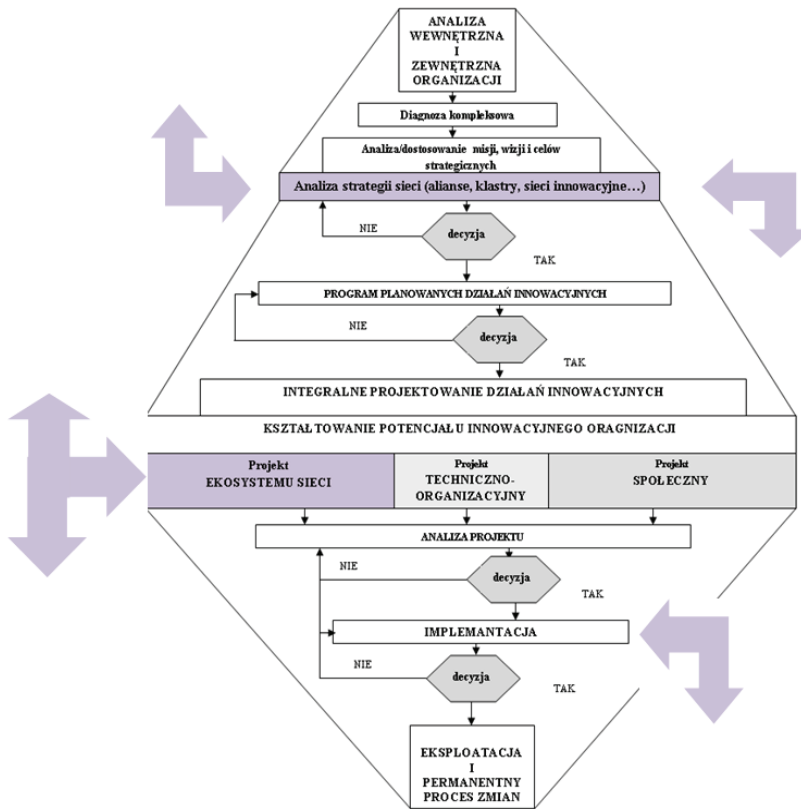 ANALIZA
WEWNĘTRZNA
I
ZEWNĘTRZNA
ORGANIZACJI
Diagnoza kompleksowa
Analiza/dostosowanie misji, wizji i celów
strategicznych
Analiza strategii sieci (alianse, klastry, sieci innowacyjne...)
NIE
decyzja
TAK
PROGRAM PLANOWANYCH DZIAŁAŃ INNOWACYJNYCH
NIE
decyzja
TAK
INTEGRALNE PROJEKTOWANIE DZIAŁAŃ INNOWACYJNYCH
KSZTAŁTOWANIE POTENCJAŁU INNOWACYJNEGO ORAGNIZACJI
Projekt
EKOSYSTEMU SIECI
Projekt
TECHNICZNO-
ORGANIZACYJNY
Projekt
SPOŁECZNY
ANALIZA PROJEKTU
NIE
decyzja
TAK
IMPLEMANTACJA
NIE
decyzja
TAK
EKSPLOATACJA
I
PERMANENTNY
PROCES ZMIAN